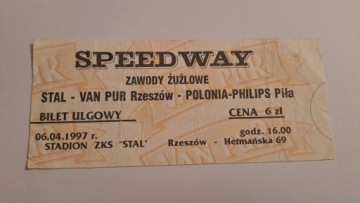 SPEEDWAY
ZAWODY ŻUŻLOWE
STAL - VAN PUR Rzeszów - POLONIA-PHILIPS Piła
BILET ULGOWY CENA 6 zł
06.04.1997 r. godz. 16.00
STADION ZKS "STAL" Rzeszów - Hetmańska 69